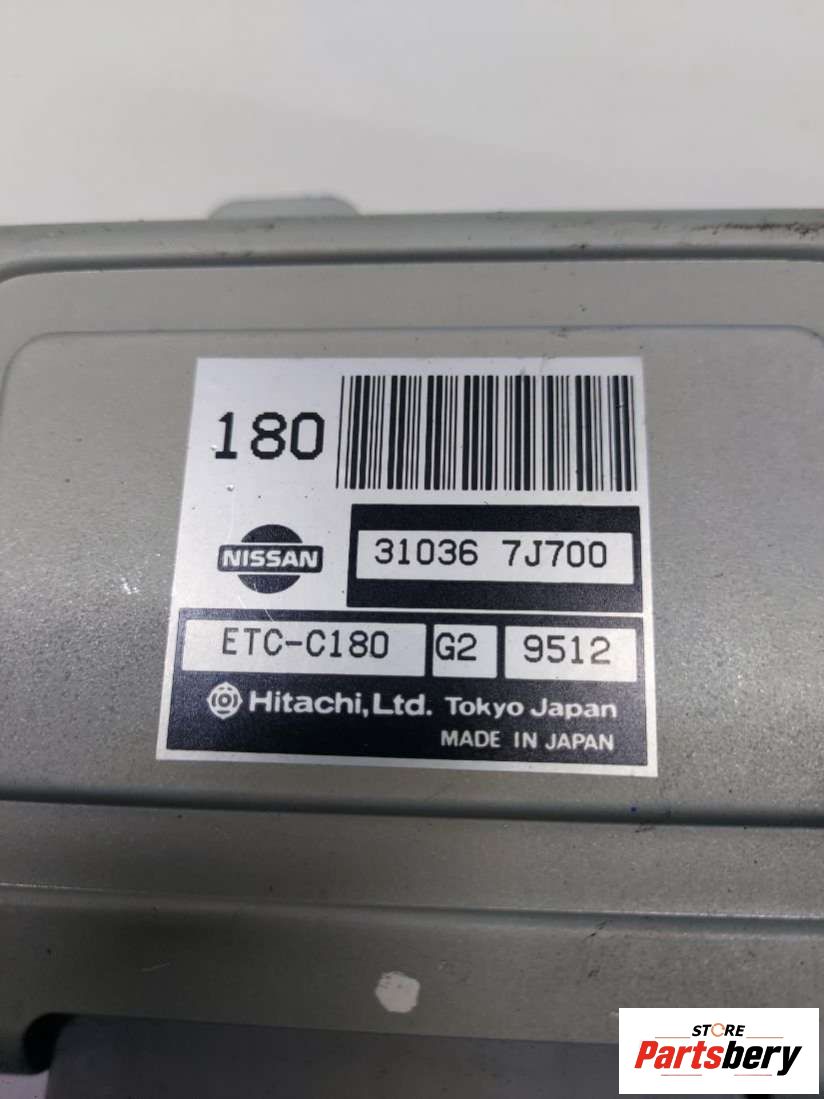 180
NISSAN
31036 7J700
ETC-C180 G2 9512
Hitachi, Ltd. Tokyo Japan
MADE IN JAPAN
STORE
Partsbery